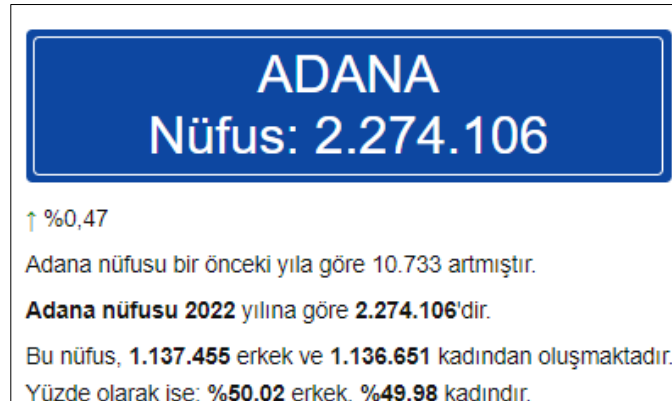 ADANA
Nüfus: 2.274.106
↑ %0,47
Adana nüfusu bir önceki yıla göre 10.733 artmıştır.
Adana nüfusu 2022 yılına göre 2.274.106'dir.
Bu nüfus, 1.137.455 erkek ve 1.136.651 kadından oluşmaktadır.
Yüzde olarak ise: %50,02 erkek, %49,98 kadındır.